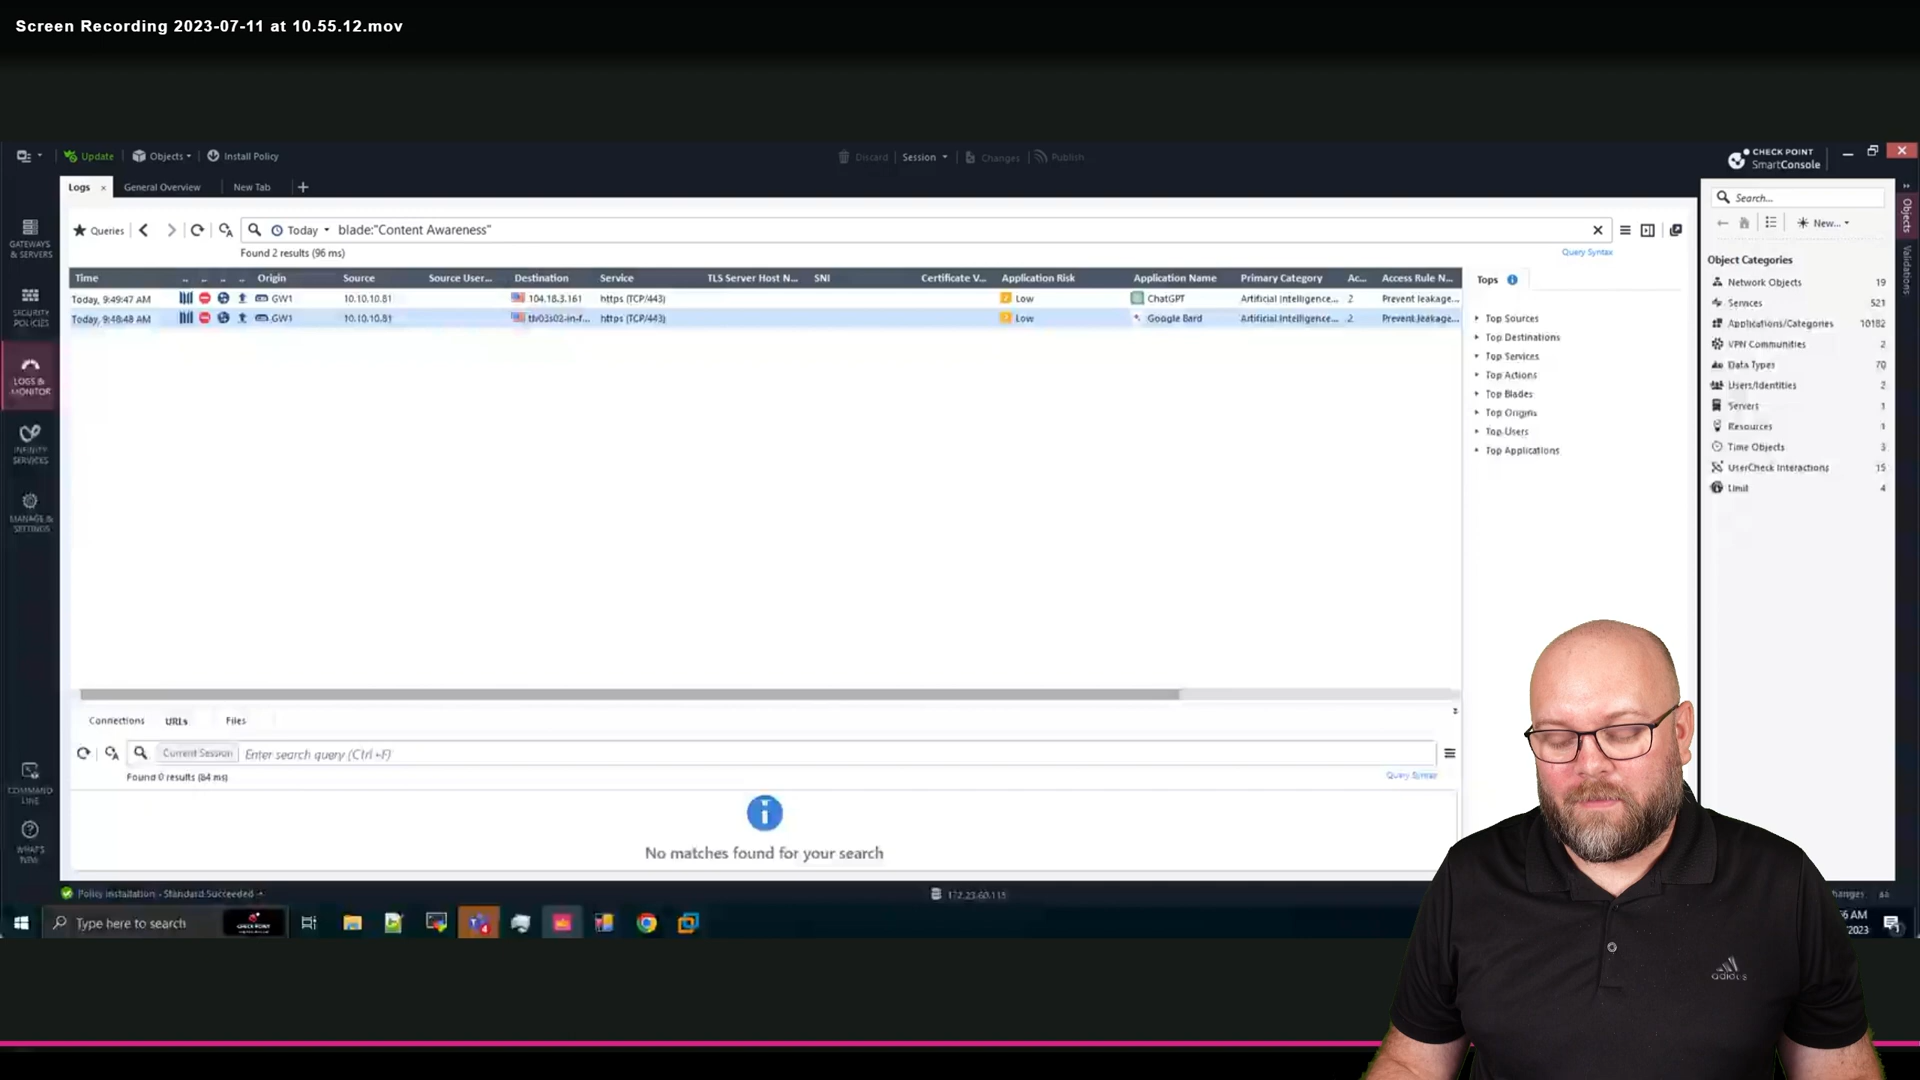 Screen Recording 2023-07-11 at 10.55.12.mov
Update
Objects
Install Policy
Discard
Session
Changes
Publish
CHECK POINT
SmartConsole
Logs
General Overview
New Tab
Search...
New...
Objects
Validations
GATEWAYS & SERVERS
SECURITY POLICIES
LOGS & MONITOR
INFINITY SERVICES
MANAGE & SETTINGS
COMMAND LINE
WHAT'S NEW
Queries
Today
blade:"Content Awareness"
Found 2 results (96 ms)
Query Syntax
Time Origin Source Source User... Destination Service TLS Server Host N... SNI Certificate V... Application Risk Application Name Primary Category Ac... Access Rule N...
Today, 9:49:47 AM GW1 10.10.10.81 104.18.3.161 https (TCP/443) Low ChatGPT Artificial Intelligence... 2 Prevent leakage...
Today, 9:48:48 AM GW1 10.10.10.81 https (TCP/443) Low Google Bard Artificial Intelligence... 2 Prevent leakage...
Tops
Top Sources
Top Destinations
Top Services
Top Actions
Top Blades
Top Origins
Top Users
Top Applications
Object Categories
Network Objects 19
Services 521
Applications/Categories 10182
VPN Communities 2
Data Types 70
Users/Identities 2
Servers 1
Resources 1
Time Objects 3
UserCheck Interactions 15
Limit 4
Connections
URLs
Files
Current Session
Enter search query (Ctrl+F)
Found 0 results (84 ms)
Query Syntax
No matches found for your search
Policy installation - Standard Succeeded
172.23.60.115
Type here to search
CHECK POINT
adidas